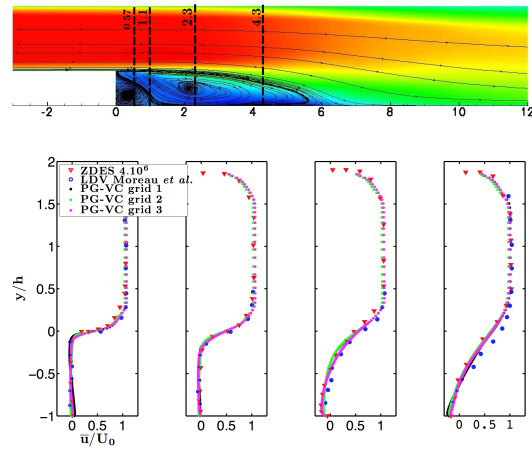 0.57 1.1 2.3 4.3
-2 0 2 4 6 8 10 12
ZDES 4.10⁶
LDV Moreau et al.
PG-VC grid 1
PG-VC grid 2
PG-VC grid 3
y/h
2
1.5
1
0.5
0
−0.5
−1
0 0.5 1
0 0.5 1
0 0.5 1
0 0.5 1
u̅/U₀